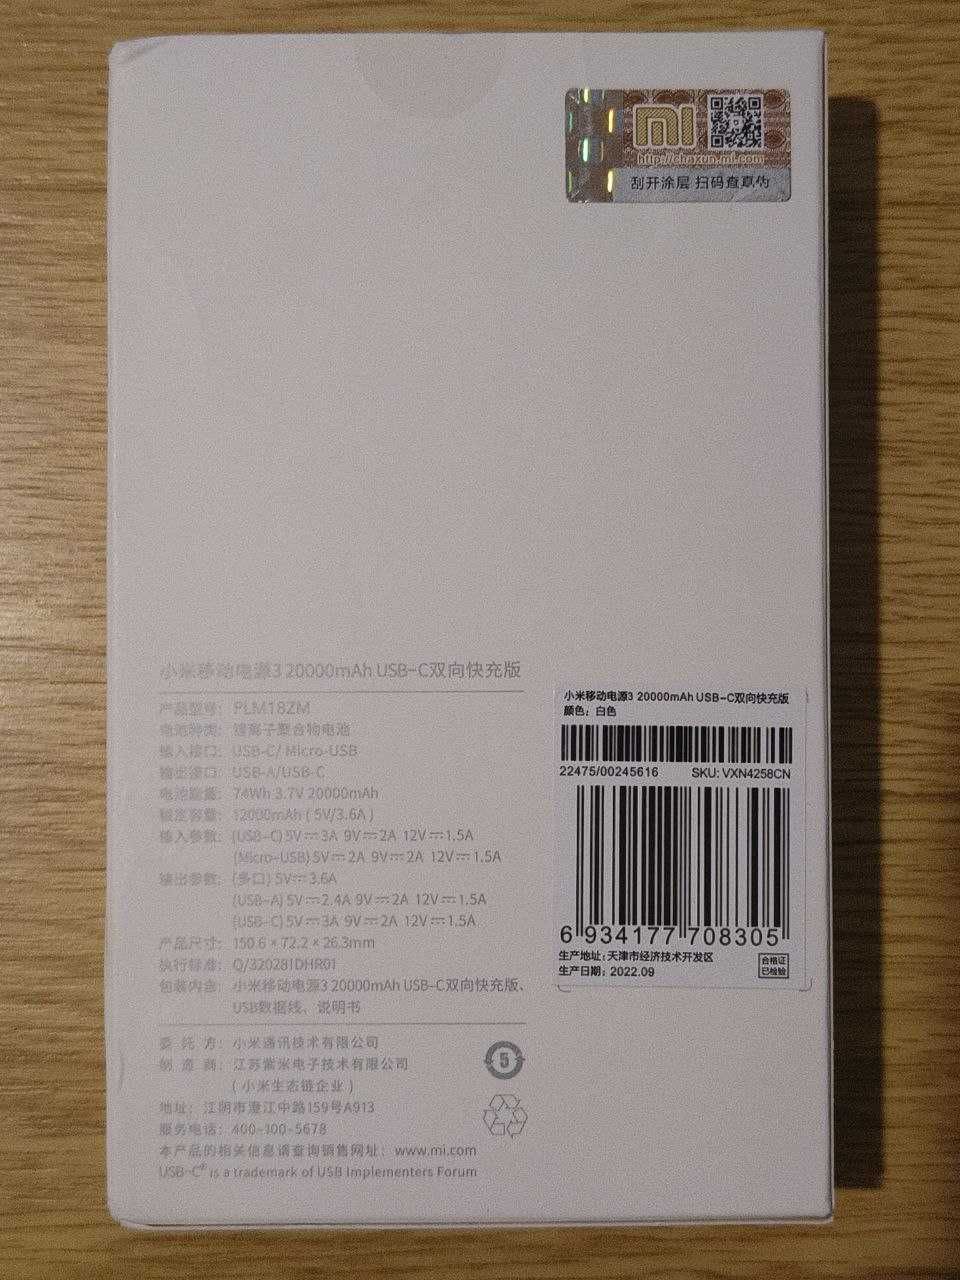 mi
http://chaxun.mi.com
刮开涂层 扫码查真伪
小米移动电源3 20000mAh USB-C双向快充版
产品型号： PLM18ZM
电池种类： 锂离子聚合物电池
输入接口： USB-C/ Micro-USB
输出接口： USB-A/USB-C
电池能量： 74Wh 3.7V 20000mAh
额定容量： 12000mAh ( 5V/3.6A )
输入参数： (USB-C) 5V⎓3A 9V⎓2A 12V⎓1.5A
(Micro-USB) 5V⎓2A 9V⎓2A 12V⎓1.5A
输出参数： (多口) 5V⎓3.6A
(USB-A) 5V⎓2.4A 9V⎓2A 12V⎓1.5A
(USB-C) 5V⎓3A 9V⎓2A 12V⎓1.5A
产品尺寸： 150.6 × 72.2 × 26.3mm
执行标准： Q/320281DHR01
包装内含： 小米移动电源3 20000mAh USB-C双向快充版、
USB数据线、说明书
委 托 方： 小米通讯技术有限公司
制 造 商： 江苏紫米电子技术有限公司
( 小米生态链企业 )
地址： 江阴市澄江中路159号A913
服务电话： 400-100-5678
本产品的相关信息请查询销售网址： www.mi.com
USB-C® is a trademark of USB Implementers Forum
5
小米移动电源3 20000mAh USB-C双向快充版
颜色：白色
22475/00245616 SKU: VXN4258CN
6 934177 708305
生产地址: 天津市经济技术开发区
生产日期: 2022.09
合格证
已检验